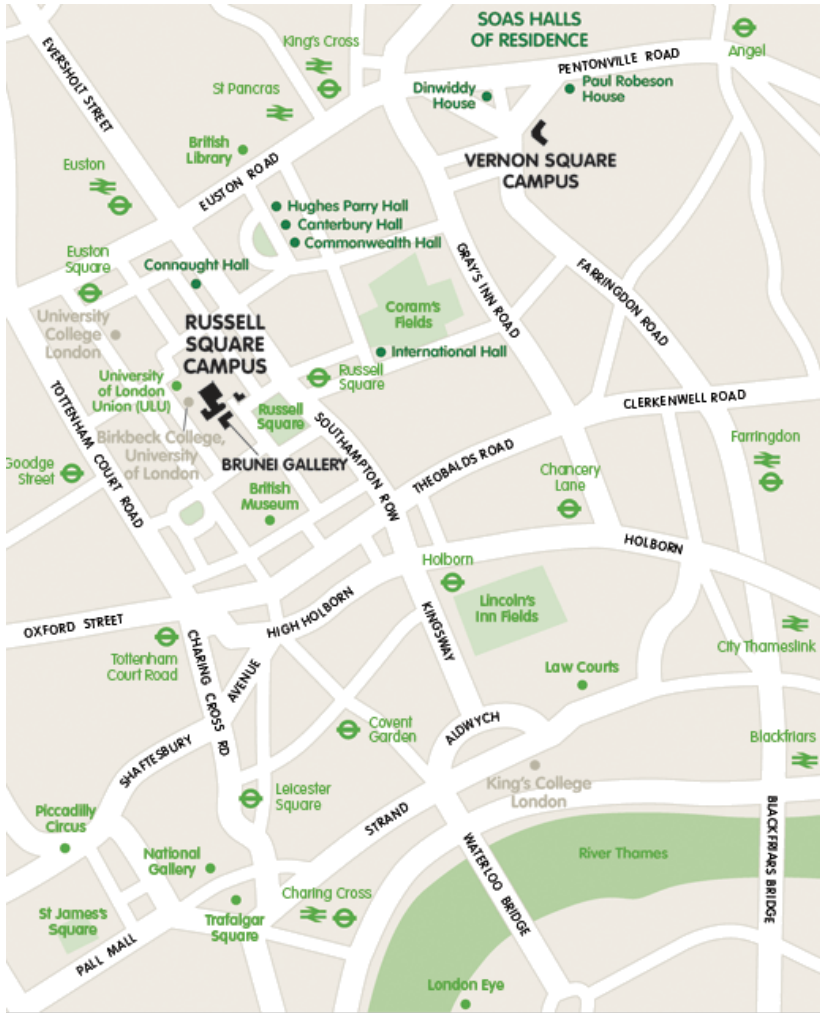 SOAS HALLS
OF RESIDENCE
King's Cross
St Pancras
EVERSHOLT STREET
Angel
PENTONVILLE ROAD
Dinwiddy
House
Paul Robeson
House
British
Library
VERNON SQUARE
CAMPUS
Euston
EUSTON ROAD
Hughes Parry Hall
Canterbury Hall
Commonwealth Hall
Euston
Square
Connaught Hall
GRAY'S INN ROAD
FARRINGDON ROAD
University
College
London
RUSSELL
SQUARE
CAMPUS
Coram's
Fields
International Hall
Russell
Square
University
of London
Union (ULU)
TOTTENHAM COURT ROAD
Russell
Square
SOUTHAMPTON ROW
CLERKENWELL ROAD
Birkbeck College,
University
of London
BRUNEI GALLERY
THEOBALDS ROAD
Farringdon
Goodge
Street
British
Museum
Chancery
Lane
HOLBORN
Holborn
OXFORD STREET
HIGH HOLBORN
KINGSWAY
Lincoln's
Inn Fields
City Thameslink
Tottenham
Court Road
CHARING CROSS RD
Law Courts
SHAFTESBURY
AVENUE
Covent
Garden
ALDWYCH
Blackfriars
King's College
London
Leicester
Square
STRAND
Piccadilly
Circus
WATERLOO BRIDGE
BLACKFRIARS BRIDGE
River Thames
National
Gallery
Charing Cross
St James's
Square
Trafalgar
Square
PALL MALL
London Eye